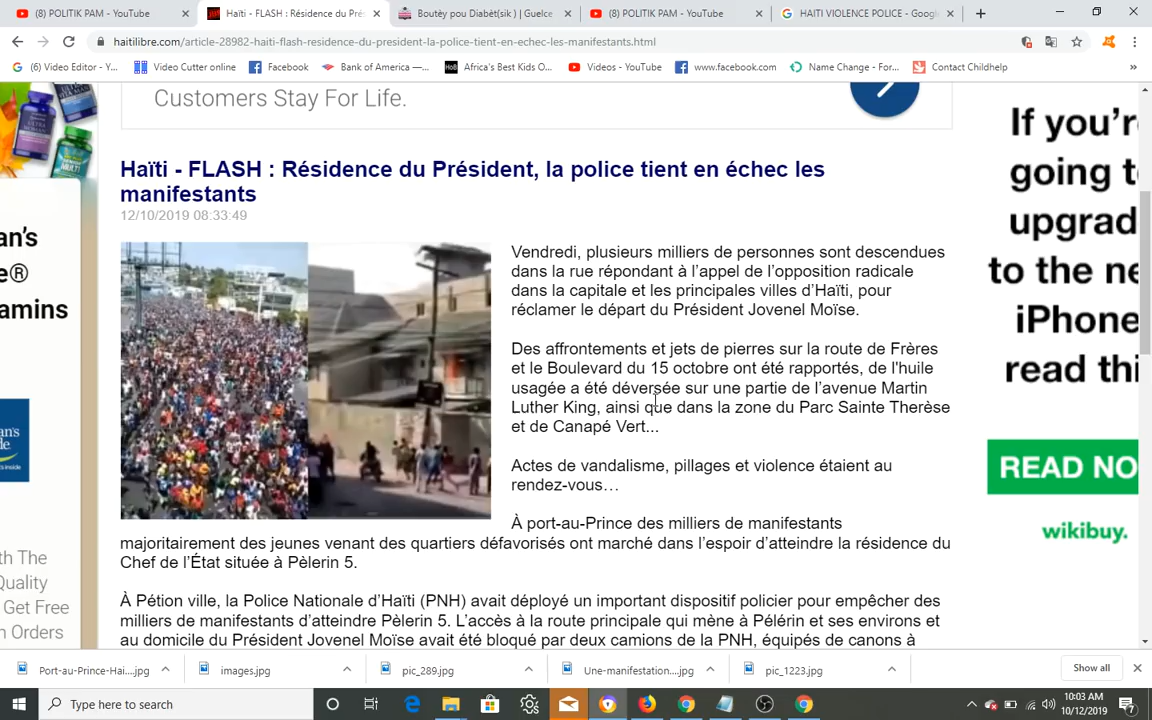 (8) POLITIK PAM - YouTube
Haïti - FLASH : Résidence du Pré
Boutèy pou Diabèt(sik ) | Guelce
(8) POLITIK PAM - YouTube
HAITI VIOLENCE POLICE - Googl
haitilibre.com/article-28982-haiti-flash-residence-du-president-la-police-tient-en-echec-les-manifestants.html
(6) Video Editor - Y...
Video Cutter online
Facebook
Bank of America —...
Africa's Best Kids O...
Videos - YouTube
www.facebook.com
Name Change - For...
Contact Childhelp
»
Customers Stay For Life.
Haïti - FLASH : Résidence du Président, la police tient en échec les
manifestants
12/10/2019 08:33:49
Vendredi, plusieurs milliers de personnes sont descendues
dans la rue répondant à l'appel de l'opposition radicale
dans la capitale et les principales villes d'Haïti, pour
réclamer le départ du Président Jovenel Moïse.
Des affrontements et jets de pierres sur la route de Frères
et le Boulevard du 15 octobre ont été rapportés, de l'huile
usagée a été déversée sur une partie de l'avenue Martin
Luther King, ainsi que dans la zone du Parc Sainte Therèse
et de Canapé Vert...
Actes de vandalisme, pillages et violence étaient au
rendez-vous…
À port-au-Prince des milliers de manifestants
majoritairement des jeunes venant des quartiers défavorisés ont marché dans l'espoir d'atteindre la résidence du
Chef de l'État située à Pèlerin 5.
À Pétion ville, la Police Nationale d'Haïti (PNH) avait déployé un important dispositif policier pour empêcher des
milliers de manifestants d'atteindre Pèlerin 5. L'accès à la route principale qui mène à Pélérin et ses environs et
au domicile du Président Jovenel Moïse avait été bloqué par deux camions de la PNH, équipés de canons à
an's
e®
amins
an's
de.
th The
Quality
Get Free
n Orders
If you'r
going t
upgrad
to the ne
iPhone
read thi
READ NO
wikibuy.
Port-au-Prince-Hai....jpg
images.jpg
pic_289.jpg
Une-manifestation....jpg
pic_1223.jpg
Show all
Type here to search
10:03 AM
10/12/2019
7